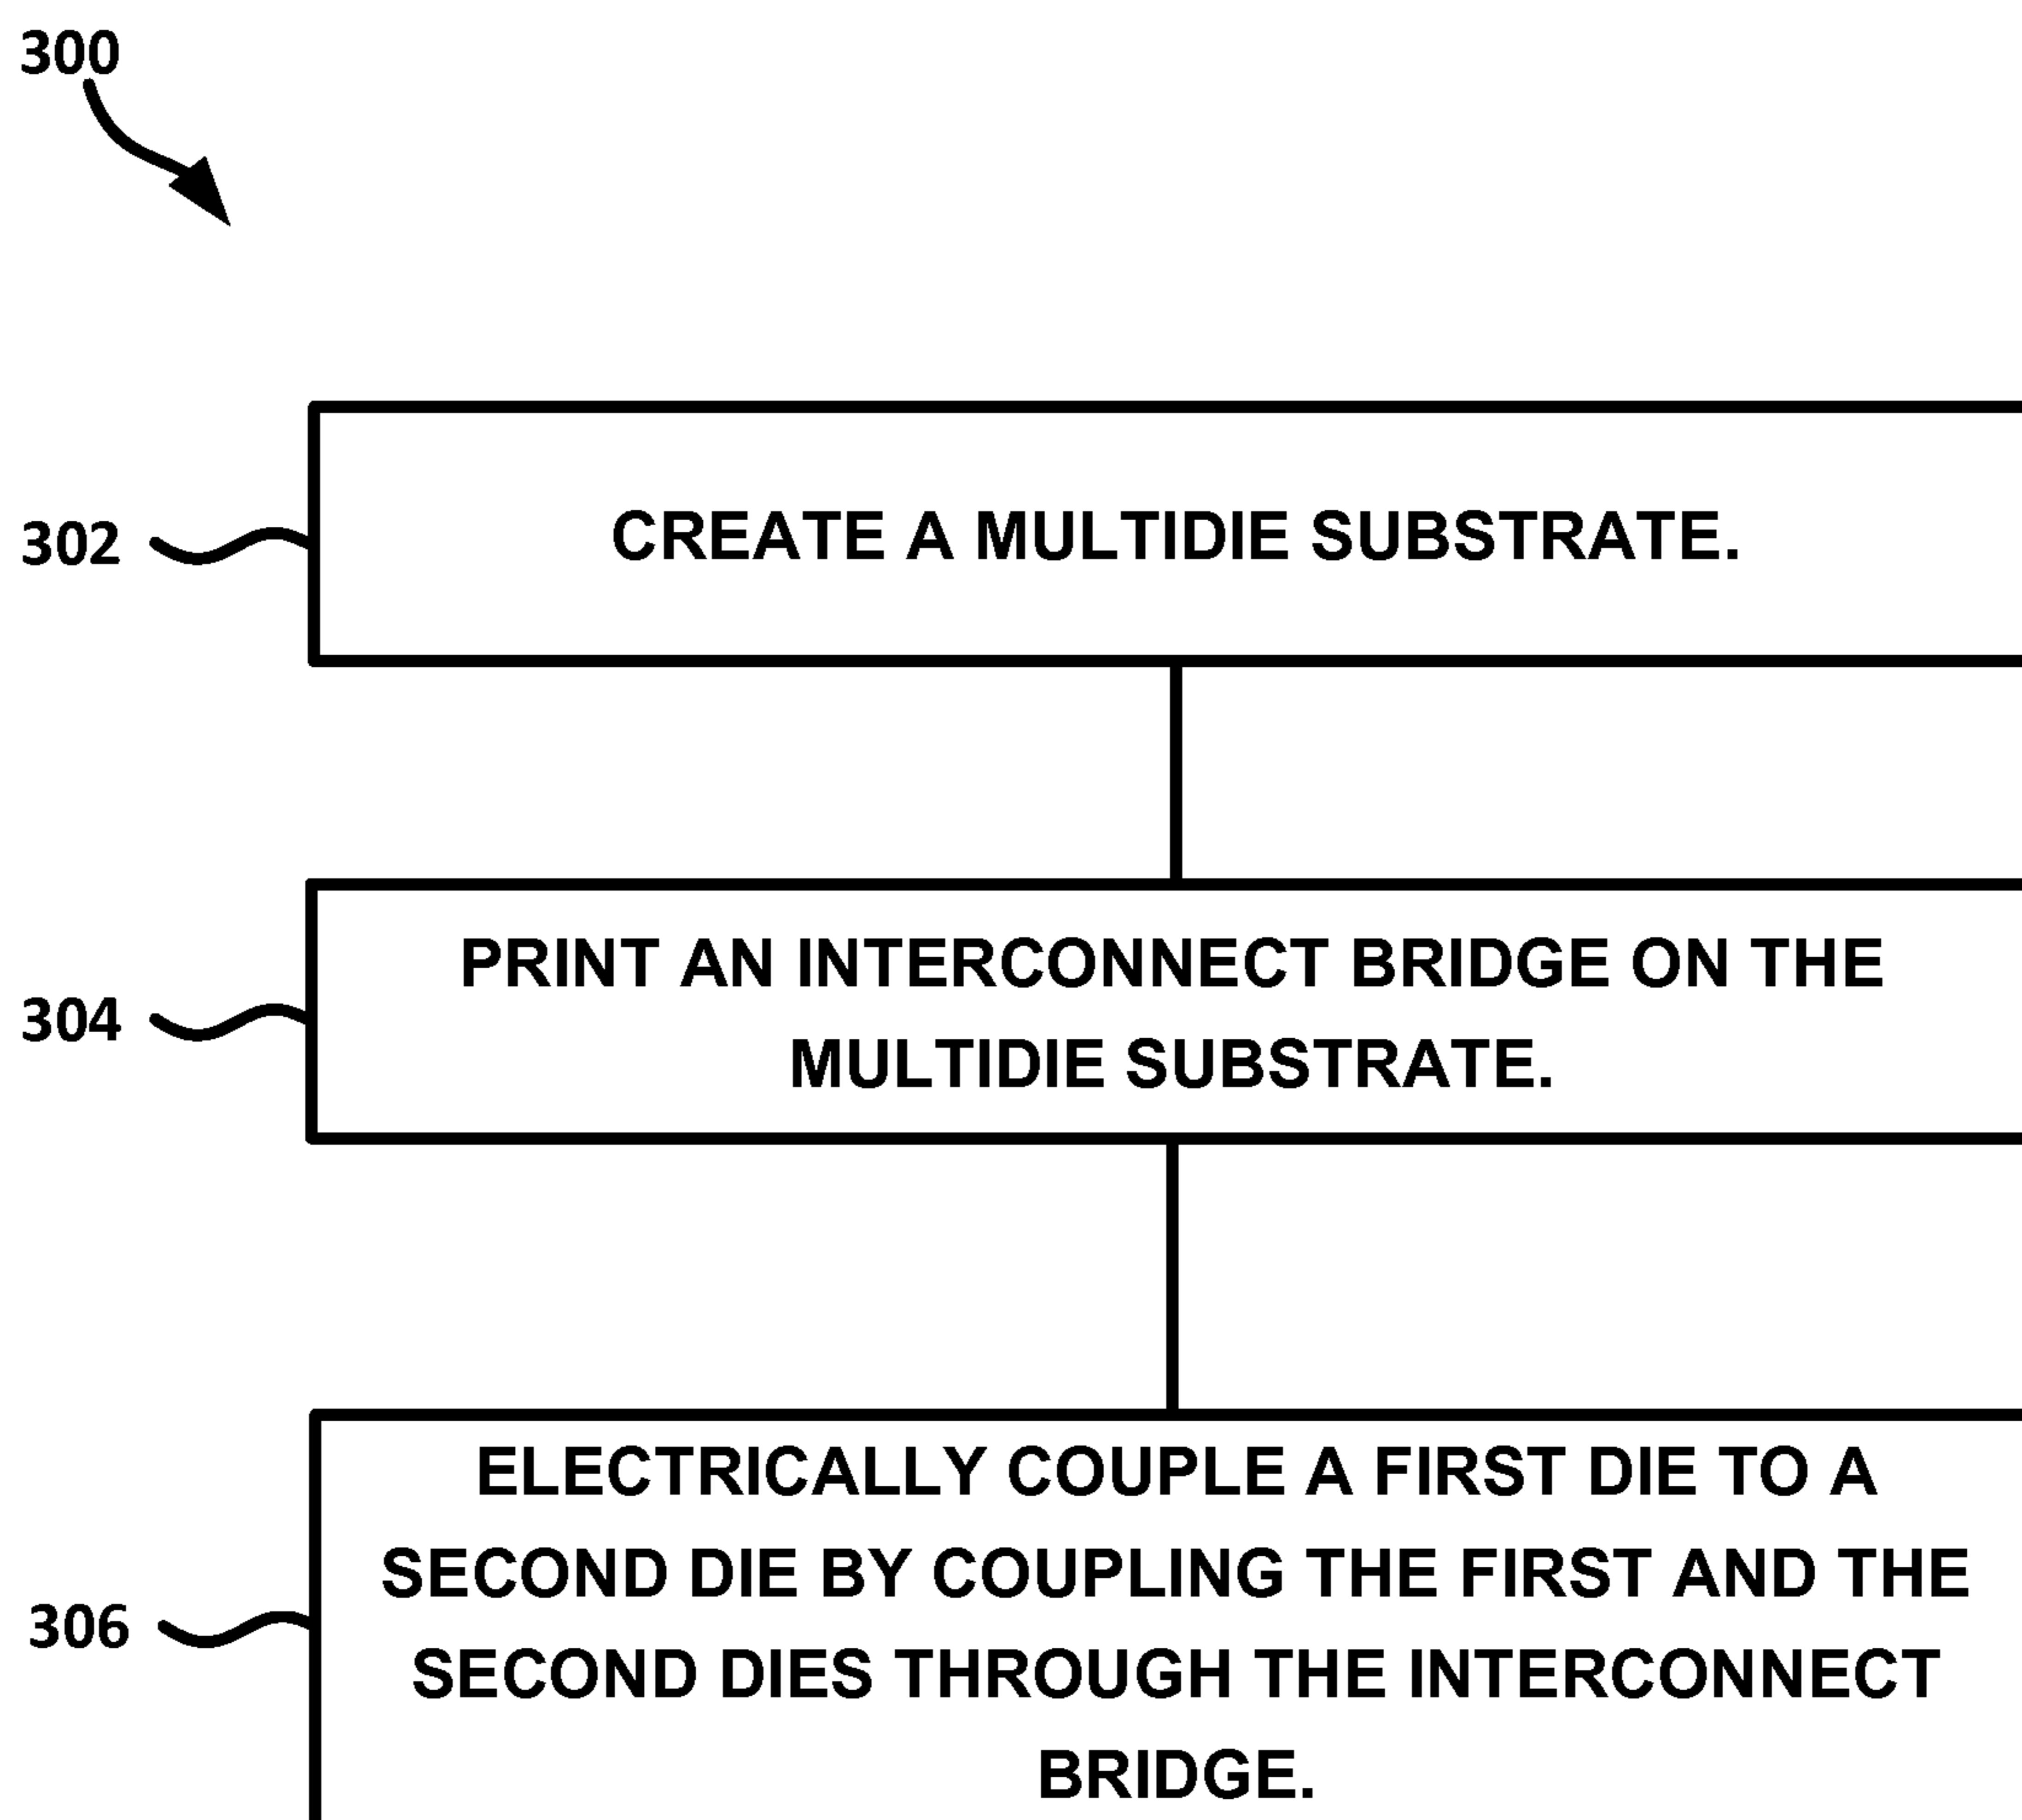 300
302
CREATE A MULTIDIE SUBSTRATE.
304
PRINT AN INTERCONNECT BRIDGE ON THE
MULTIDIE SUBSTRATE.
306
ELECTRICALLY COUPLE A FIRST DIE TO A
SECOND DIE BY COUPLING THE FIRST AND THE
SECOND DIES THROUGH THE INTERCONNECT
BRIDGE.